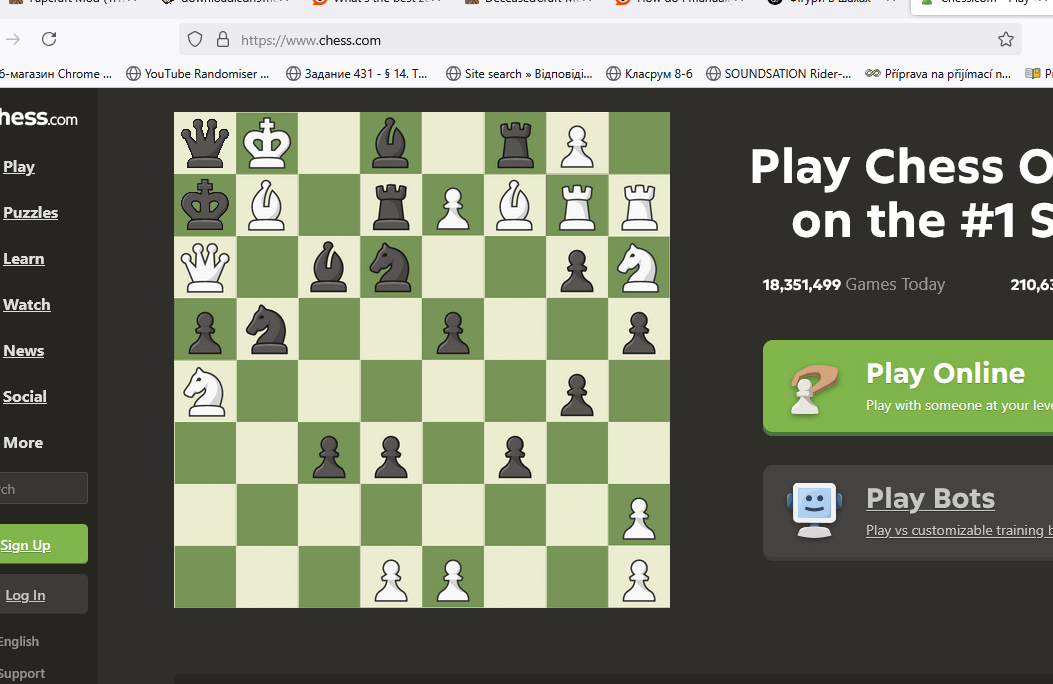 https://www.chess.com
б-магазин Chrome ...
YouTube Randomiser ...
Задание 431 - § 14. Т...
Site search » Відповіді...
Класрум 8-6
SOUNDSATION Rider-...
Příprava na přijímací n...
hess.com
Play
Puzzles
Learn
Watch
News
Social
More
rch
Sign Up
Log In
English
Support
Play Chess O
on the #1 S
18,351,499 Games Today
210,63
Play Online
Play with someone at your leve
Play Bots
Play vs customizable training b